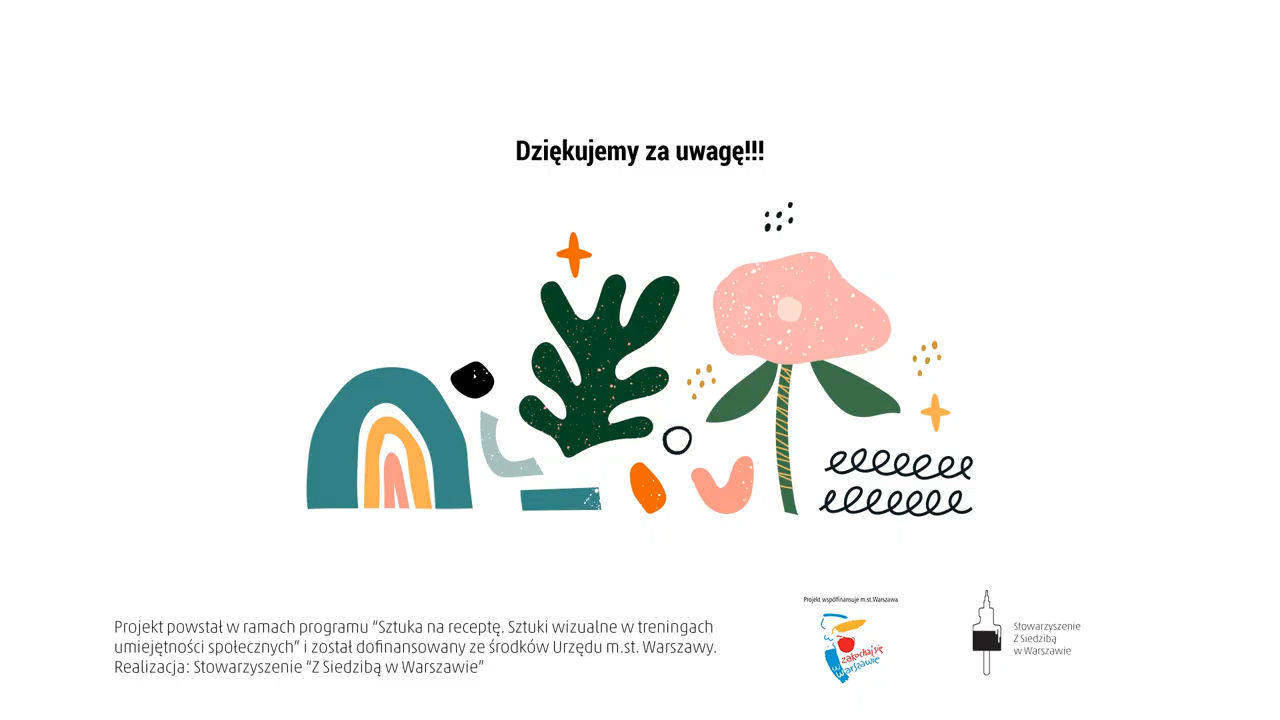 Dziękujemy za uwagę!!!
Projekt powstał w ramach programu “Sztuka na receptę. Sztuki wizualne w treningach
umiejętności społecznych” i został dofinansowany ze środków Urzędu m.st. Warszawy.
Realizacja: Stowarzyszenie “Z Siedzibą w Warszawie”
Projekt współfinansuje m.st.Warszawa
zakochaj się
w Warszawie
Stowarzyszenie
Z Siedzibą
w Warszawie